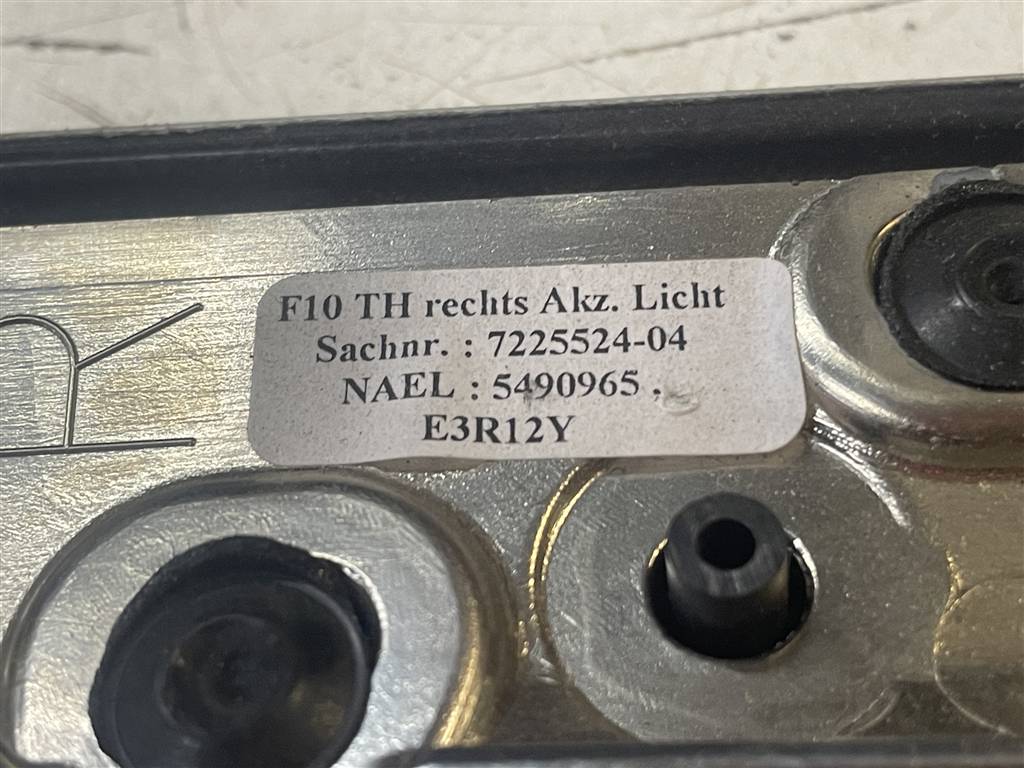 F10 TH rechts Akz. Licht
Sachnr. : 7225524-04
NAEL : 5490965 .
E3R12Y
R